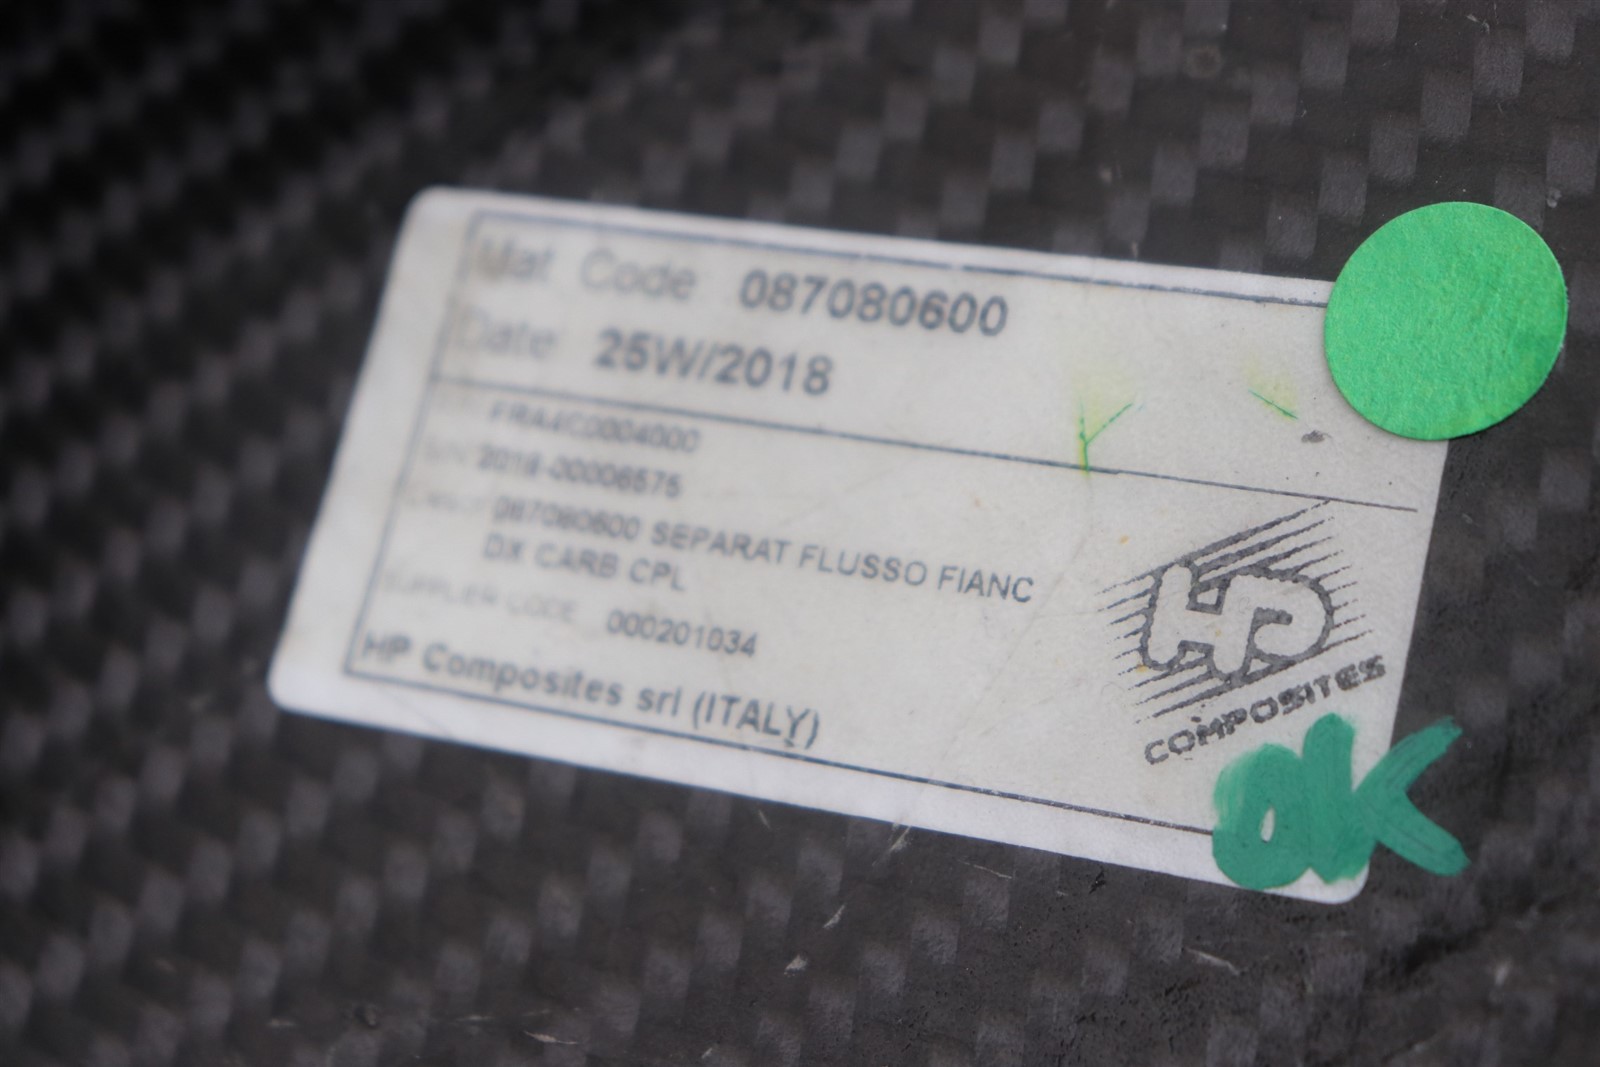 Mat Code 087080600
Date 25W/2018
FRA4C0004000
2018-00006575
087080600 SEPARAT FLUSSO FIANC
DX CARB CPL
SUPPLIER CODE 000201034
HP Composites srl (ITALY)
HP
COMPOSITES
OK